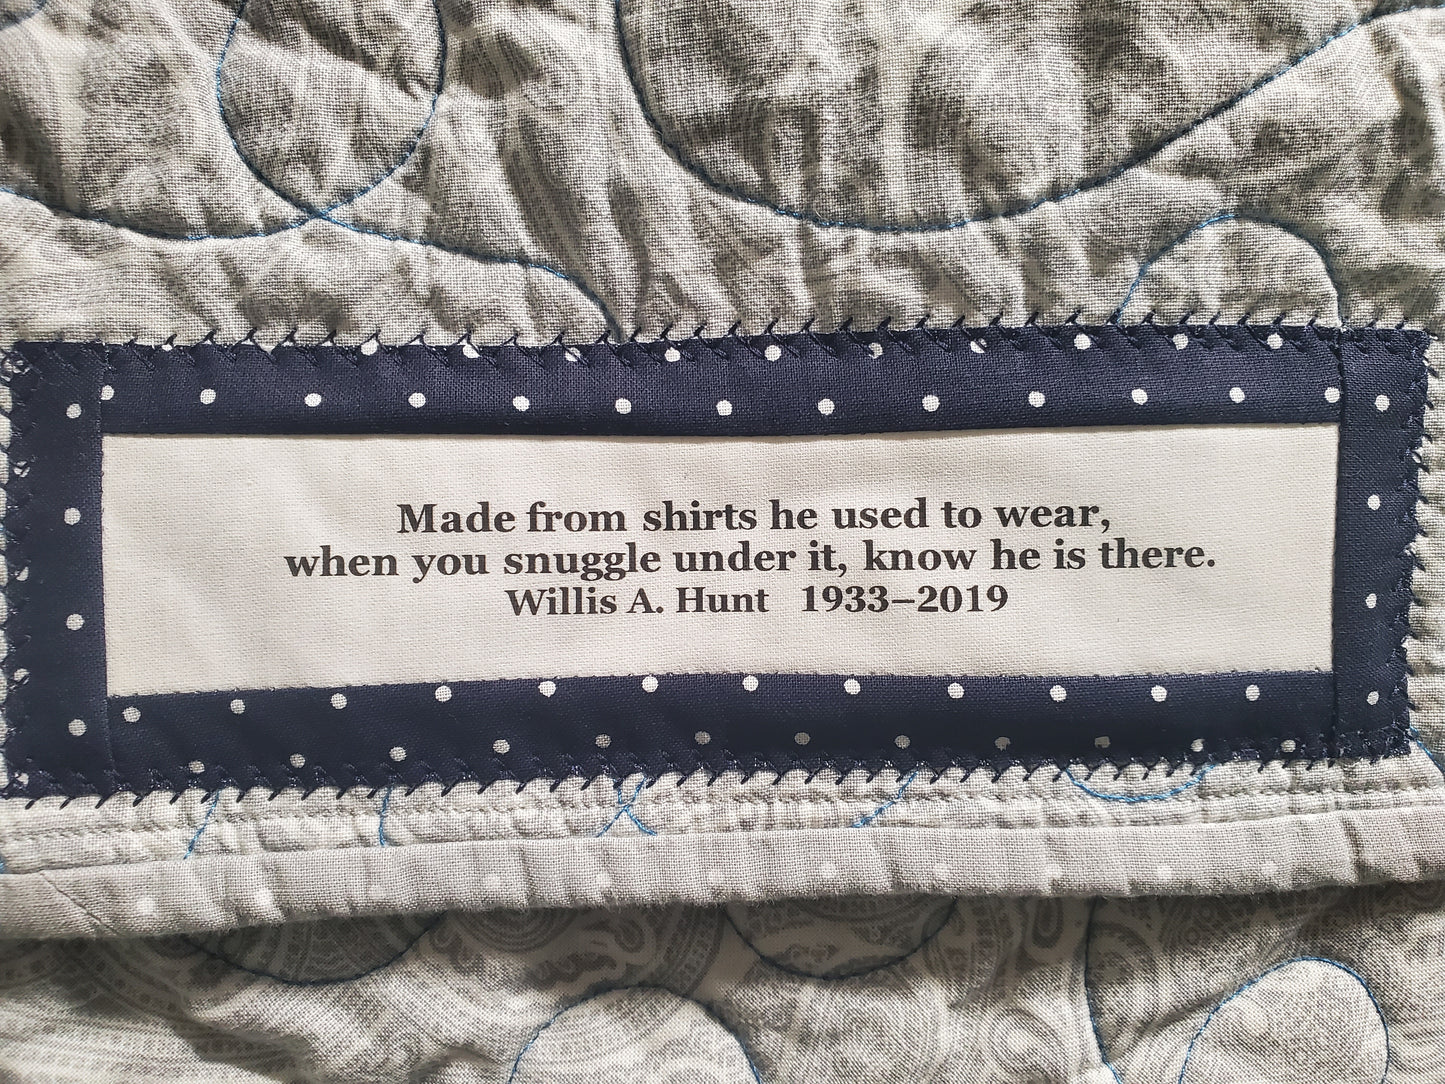 Made from shirts he used to wear,
when you snuggle under it, know he is there.
Willis A. Hunt 1933–2019